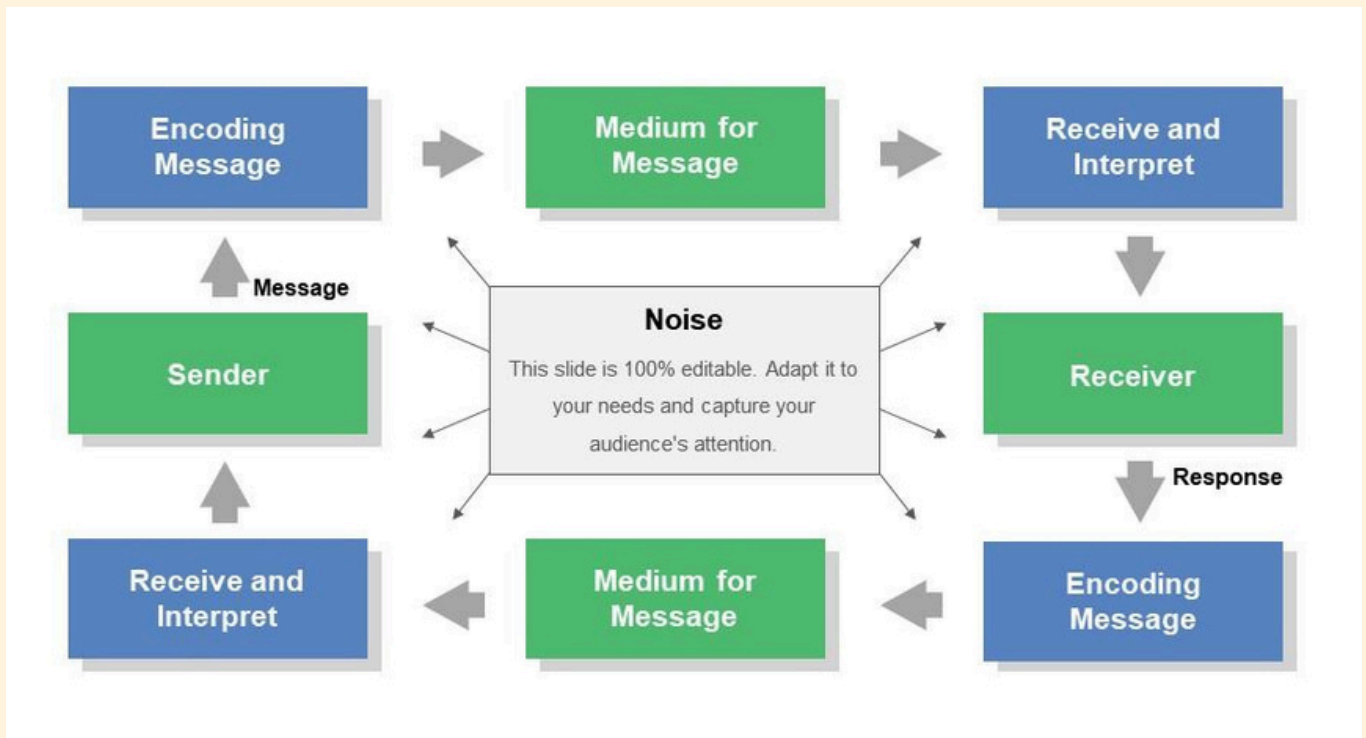 Encoding
Message
Medium for
Message
Receive and
Interpret
Message
Sender
Noise
This slide is 100% editable. Adapt it to
your needs and capture your
audience's attention.
Receiver
Response
Receive and
Interpret
Medium for
Message
Encoding
Message